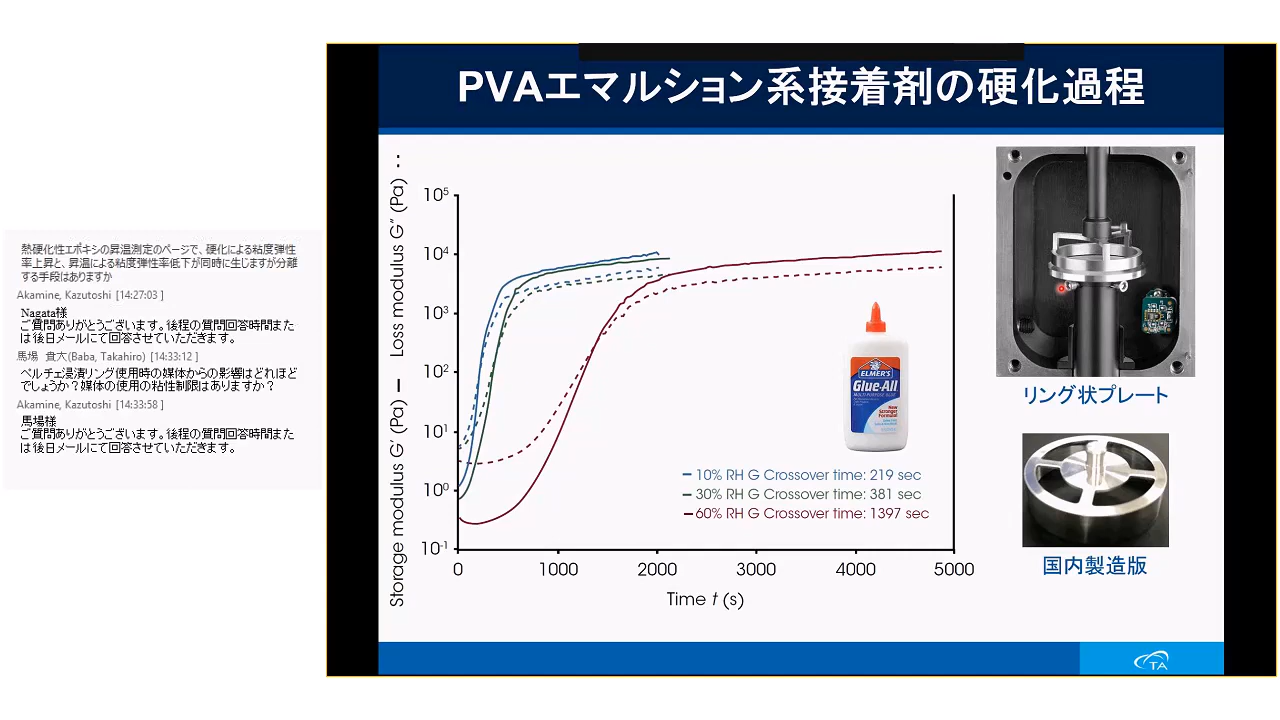 熱硬化性エポキシの昇温測定のページで、硬化による粘度弾性
率上昇と、昇温による粘度弾性率低下が同時に生じますが分離
する手段はありますか
Akamine, Kazutoshi [14:27:03 ]
Nagata様
ご質問ありがとうございます。後程の質問回答時間また
は後日メールにて回答させていただきます。
馬場　貴大(Baba, Takahiro) [14:33:12 ]
ペルチェ浸漬リング使用時の媒体からの影響はどれほど
でしょうか？媒体の使用の粘性制限はありますか？
Akamine, Kazutoshi [14:33:58 ]
馬場様
ご質問ありがとうございます。後程の質問回答時間また
は後日メールにて回答させていただきます。
PVAエマルション系接着剤の硬化過程
Storage modulus G′ (Pa) — Loss modulus G″ (Pa) --
10⁵
10⁴
10³
10²
10¹
10⁰
10⁻¹
0 1000 2000 3000 4000 5000
Time t (s)
ELMER'S
Glue-All
MULTI-PURPOSE GLUE
New
Stronger
Formula!
10% RH G Crossover time: 219 sec
30% RH G Crossover time: 381 sec
60% RH G Crossover time: 1397 sec
リング状プレート
国内製造版
TA